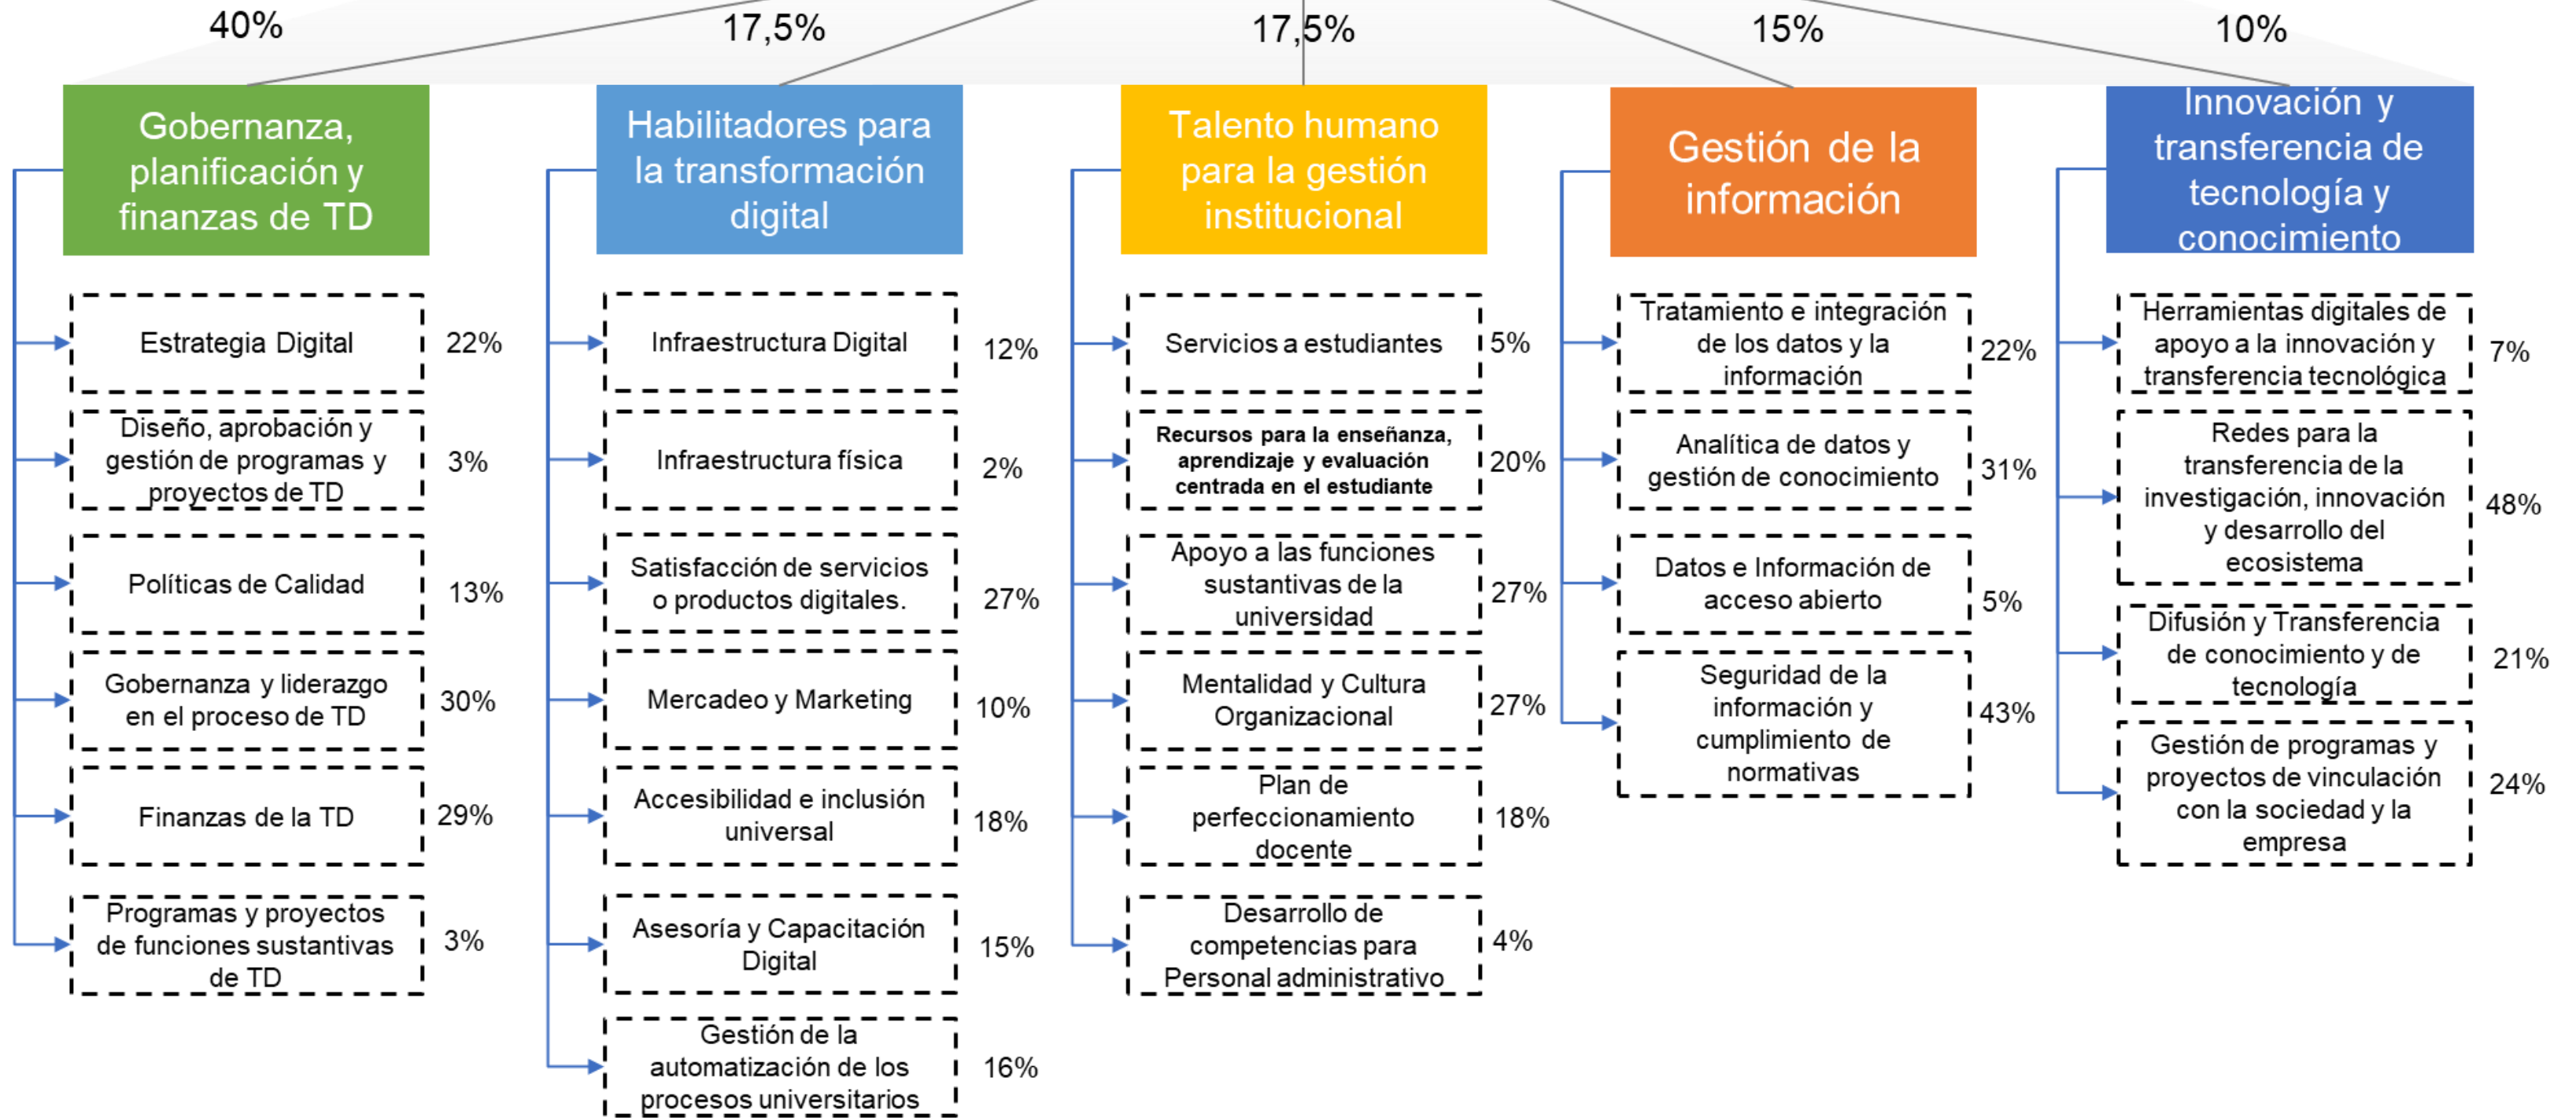 40%
17,5%
17,5%
15%
10%
Gobernanza,
planificación y
finanzas de TD
Estrategia Digital
22%
Diseño, aprobación y
gestión de programas y
proyectos de TD
3%
Políticas de Calidad
13%
Gobernanza y liderazgo
en el proceso de TD
30%
Finanzas de la TD
29%
Programas y proyectos
de funciones sustantivas
de TD
3%
Habilitadores para
la transformación
digital
Infraestructura Digital
12%
Infraestructura física
2%
Satisfacción de servicios
o productos digitales.
27%
Mercadeo y Marketing
10%
Accesibilidad e inclusión
universal
18%
Asesoría y Capacitación
Digital
15%
Gestión de la
automatización de los
procesos universitarios
16%
Talento humano
para la gestión
institucional
Servicios a estudiantes
5%
Recursos para la enseñanza,
aprendizaje y evaluación
centrada en el estudiante
20%
Apoyo a las funciones
sustantivas de la
universidad
27%
Mentalidad y Cultura
Organizacional
27%
Plan de
perfeccionamiento
docente
18%
Desarrollo de
competencias para
Personal administrativo
4%
Gestión de la
información
Tratamiento e integración
de los datos y la
información
22%
Analítica de datos y
gestión de conocimiento
31%
Datos e Información de
acceso abierto
5%
Seguridad de la
información y
cumplimiento de
normativas
43%
Innovación y
transferencia de
tecnología y
conocimiento
Herramientas digitales de
apoyo a la innovación y
transferencia tecnológica
7%
Redes para la
transferencia de la
investigación, innovación
y desarrollo del
ecosistema
48%
Difusión y Transferencia
de conocimiento y de
tecnología
21%
Gestión de programas y
proyectos de vinculación
con la sociedad y la
empresa
24%